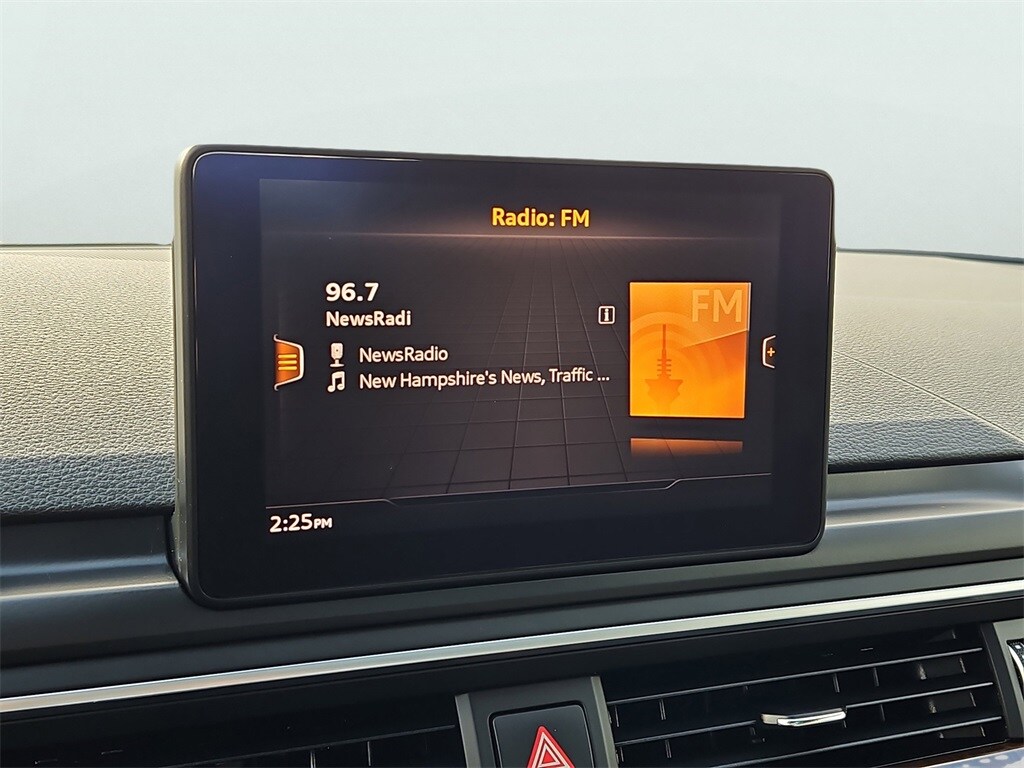 Radio: FM
96.7
NewsRadi
i
FM
NewsRadio
New Hampshire's News, Traffic ...
2:25PM